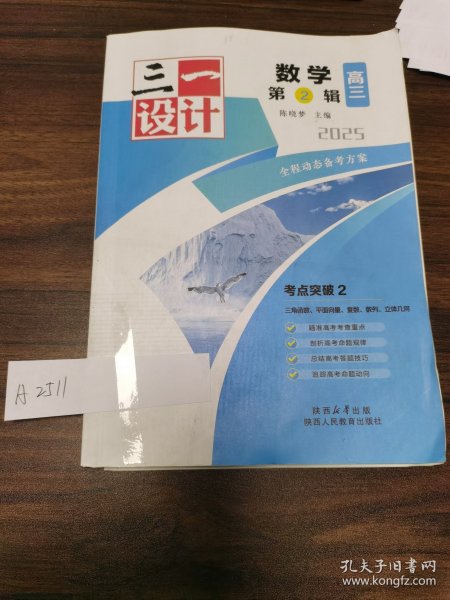 三一
设计
数学
第2辑
高三
陈晓梦 主编
2025
全程动态备考方案
考点突破2
三角函数、平面向量、复数、数列、立体几何
瞄准高考考查重点
剖析高考命题规律
总结高考答题技巧
追踪高考命题动向
陕西新华出版
陕西人民教育出版社
A 2511
孔夫子旧书网
www.kongfz.com